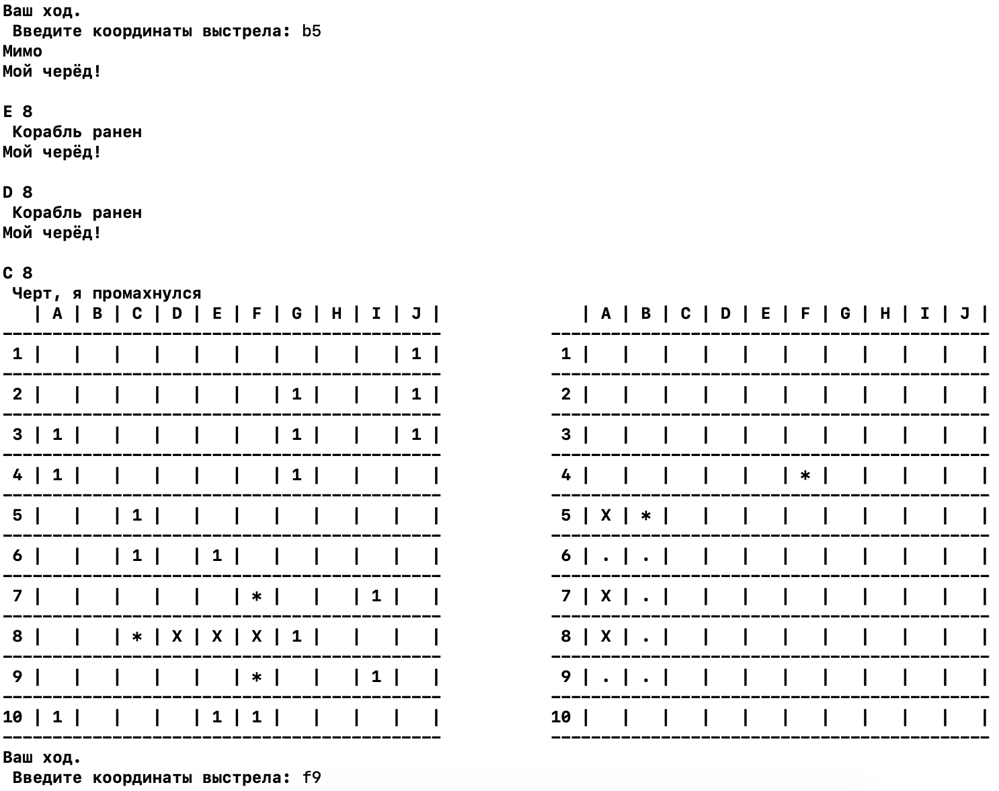 Ваш ход.
Введите координаты выстрела: b5
Мимо
Мой черёд!
E 8
Корабль ранен
Мой черёд!
D 8
Корабль ранен
Мой черёд!
C 8
Черт, я промахнулся
| A | B | C | D | E | F | G | H | I | J | | A | B | C | D | E | F | G | H | I | J |
1 | | | | | | | | | | 1 | 1 | | | | | | | | | | |
2 | | | | | | | 1 | | | 1 | 2 | | | | | | | | | | |
3 | 1 | | | | | | 1 | | | 1 | 3 | | | | | | | | | | |
4 | 1 | | | | | | 1 | | | | 4 | | | | | | * | | | | |
5 | | | 1 | | | | | | | | 5 | X | * | | | | | | | | |
6 | | | 1 | | 1 | | | | | | 6 | . | . | | | | | | | | |
7 | | | | | | * | | | 1 | | 7 | X | . | | | | | | | | |
8 | | | * | X | X | X | 1 | | | | 8 | X | . | | | | | | | | |
9 | | | | | | * | | | 1 | | 9 | . | . | | | | | | | | |
10 | 1 | | | | 1 | 1 | | | | | 10 | | | | | | | | | | |
Ваш ход.
Введите координаты выстрела: f9